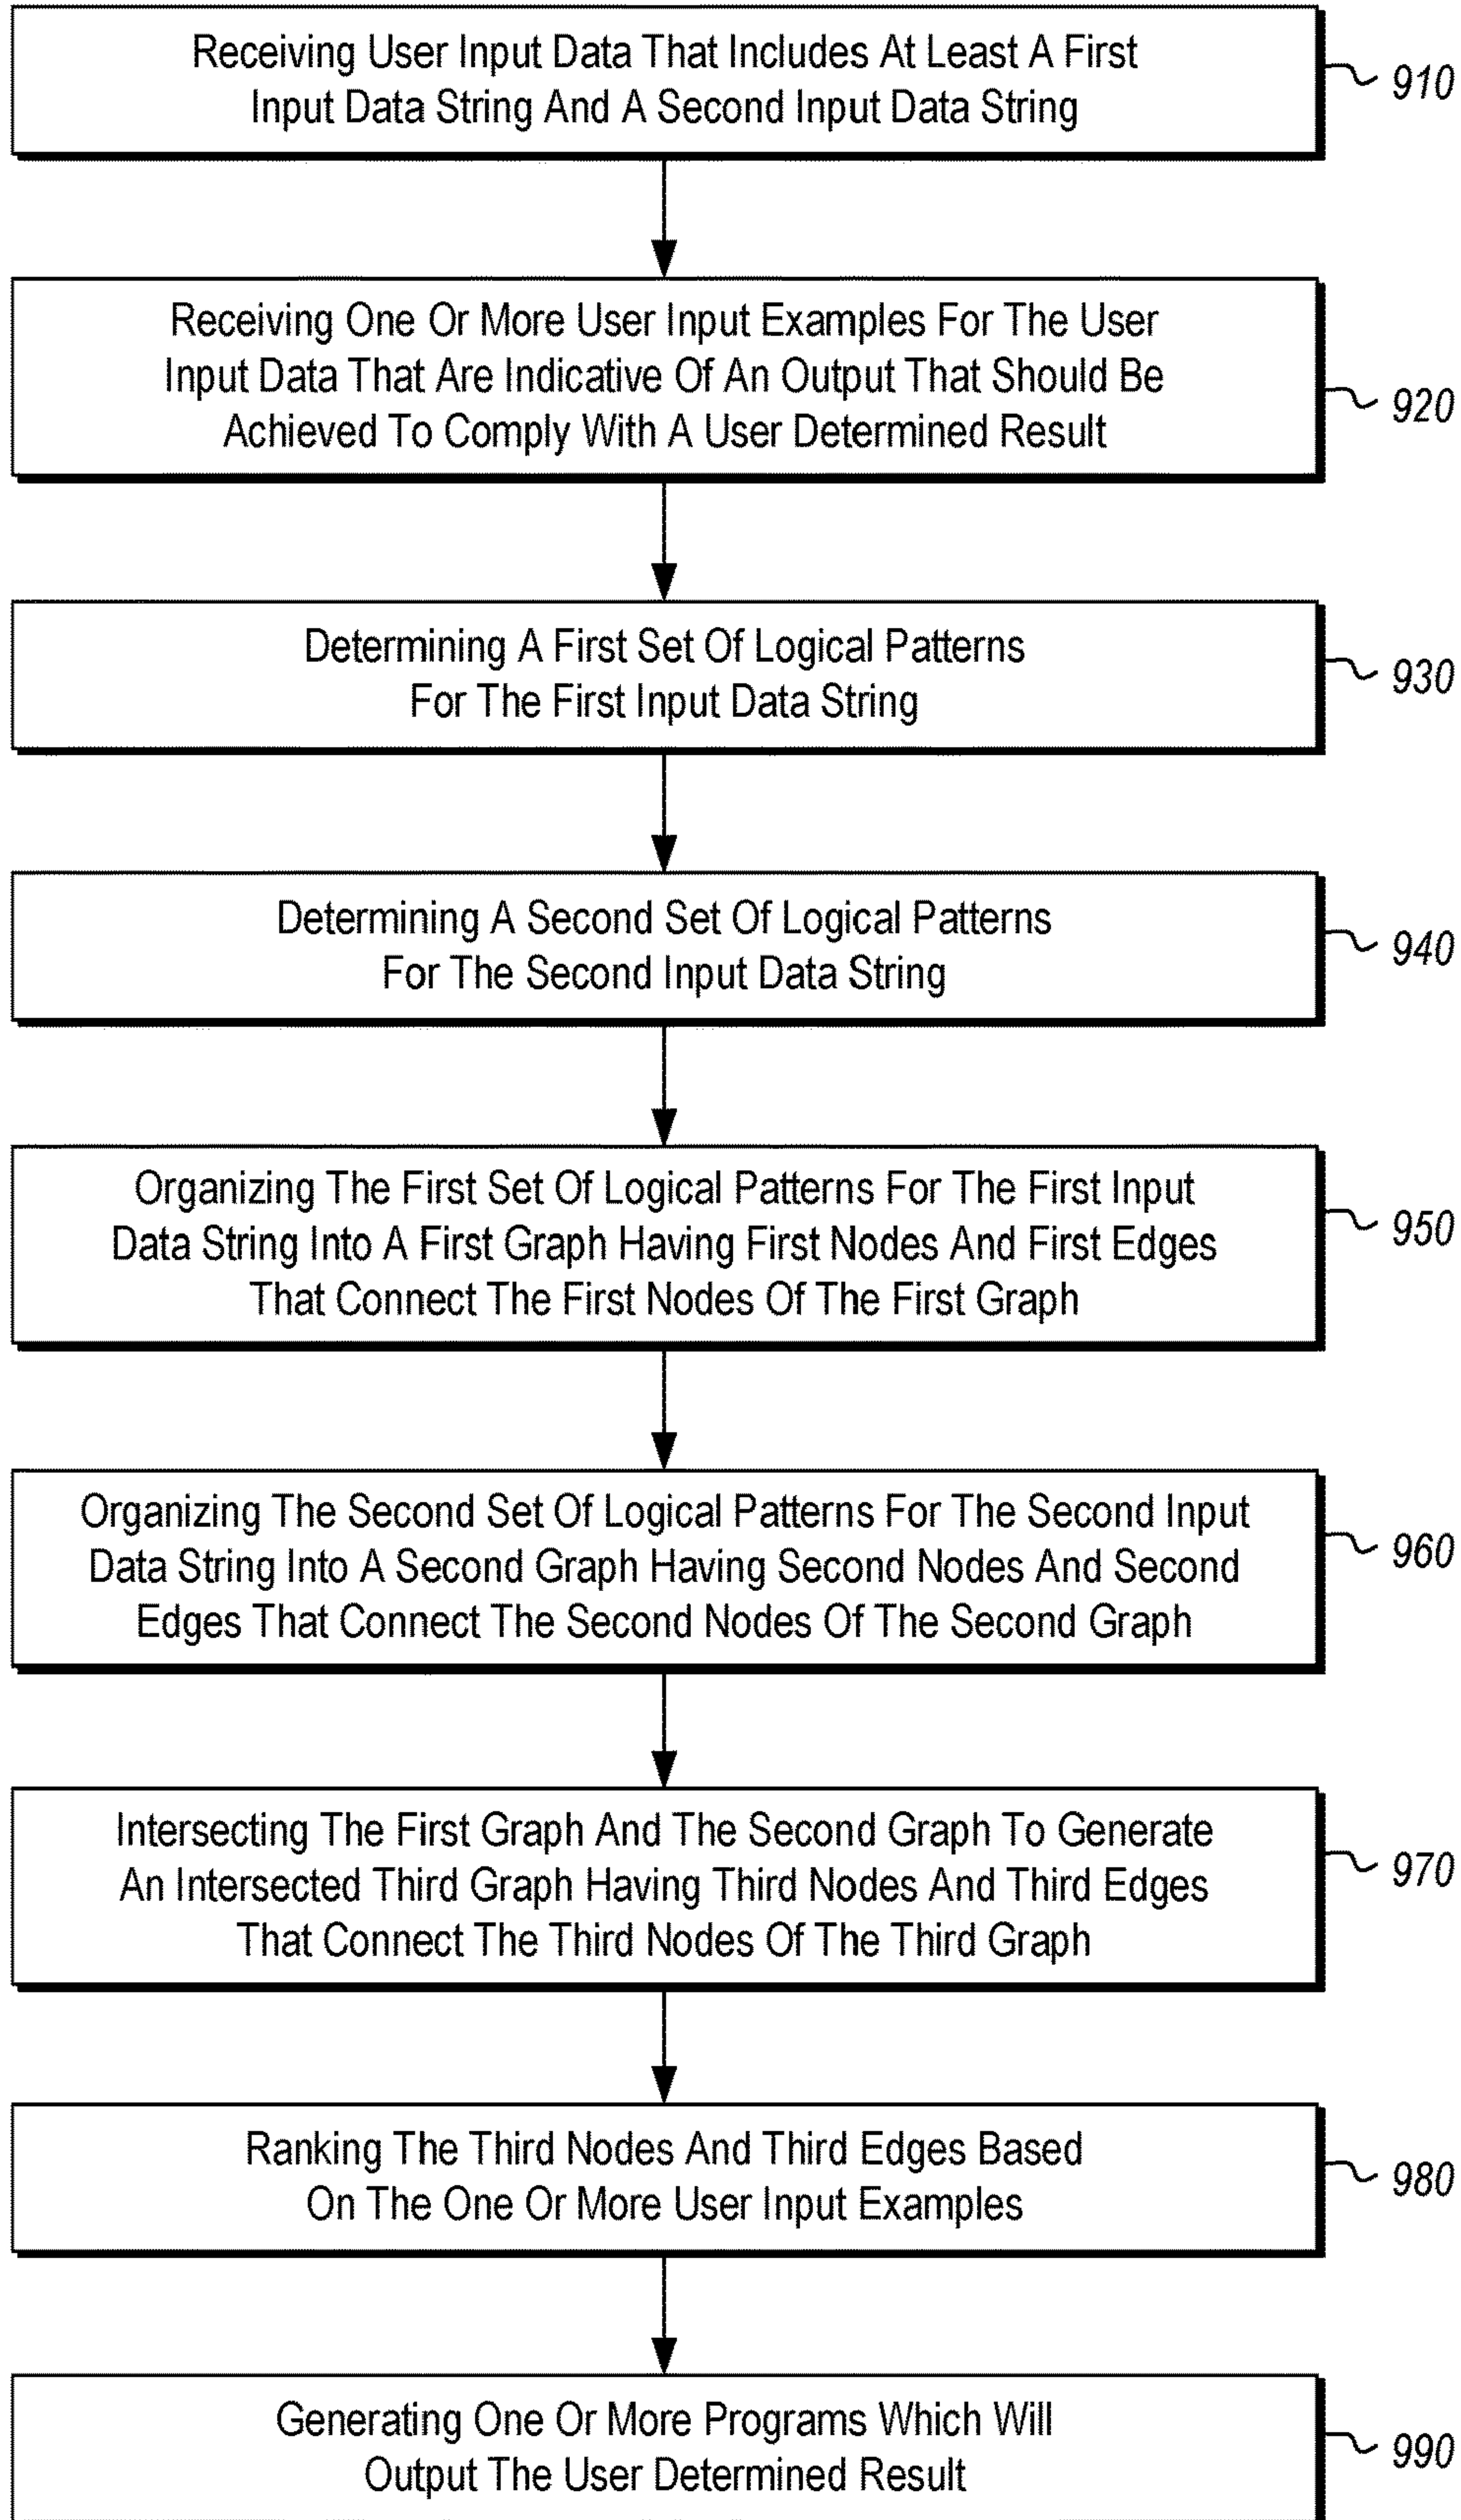 Receiving User Input Data That Includes At Least A First
Input Data String And A Second Input Data String
910
Receiving One Or More User Input Examples For The User
Input Data That Are Indicative Of An Output That Should Be
Achieved To Comply With A User Determined Result
920
Determining A First Set Of Logical Patterns
For The First Input Data String
930
Determining A Second Set Of Logical Patterns
For The Second Input Data String
940
Organizing The First Set Of Logical Patterns For The First Input
Data String Into A First Graph Having First Nodes And First Edges
That Connect The First Nodes Of The First Graph
950
Organizing The Second Set Of Logical Patterns For The Second Input
Data String Into A Second Graph Having Second Nodes And Second
Edges That Connect The Second Nodes Of The Second Graph
960
Intersecting The First Graph And The Second Graph To Generate
An Intersected Third Graph Having Third Nodes And Third Edges
That Connect The Third Nodes Of The Third Graph
970
Ranking The Third Nodes And Third Edges Based
On The One Or More User Input Examples
980
Generating One Or More Programs Which Will
Output The User Determined Result
990